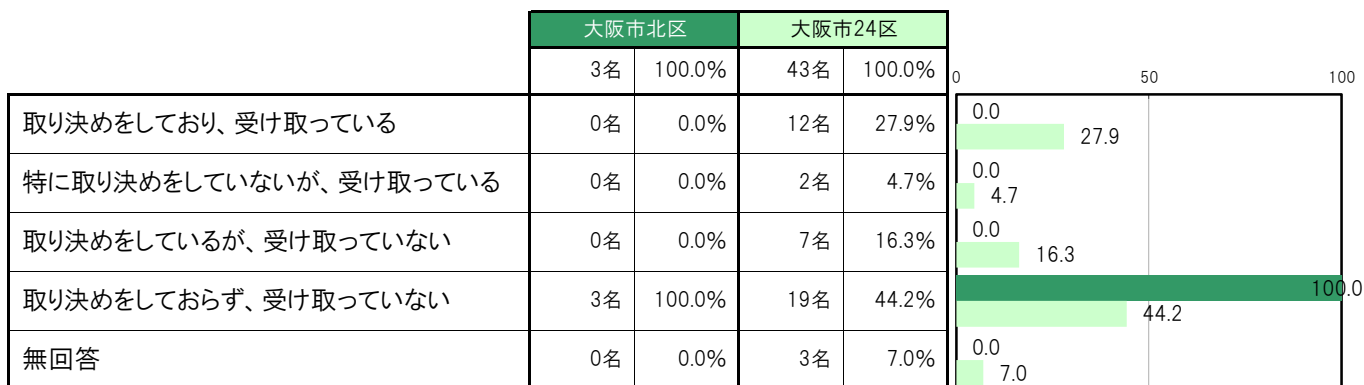 大阪市北区 大阪市24区
3名 100.0% 43名 100.0% 0 50 100
取り決めをしており、受け取っている 0名 0.0% 12名 27.9% 0.0
27.9
特に取り決めをしていないが、受け取っている 0名 0.0% 2名 4.7% 0.0
4.7
取り決めをしているが、受け取っていない 0名 0.0% 7名 16.3% 0.0
16.3
取り決めをしておらず、受け取っていない 3名 100.0% 19名 44.2% 100.0
44.2
無回答 0名 0.0% 3名 7.0% 0.0
7.0